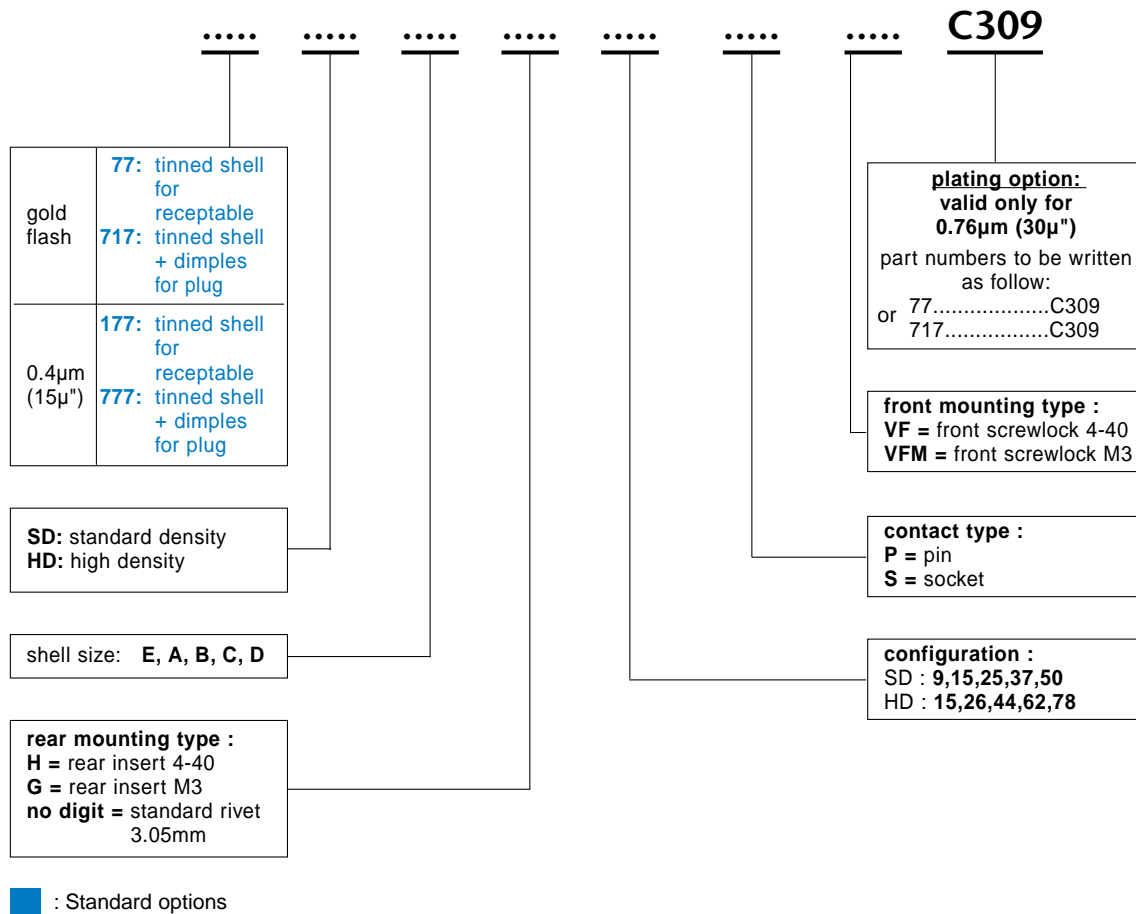 ..... ..... ..... ..... ..... ..... ..... C309
gold
flash
77: tinned shell
for
receptable
717: tinned shell
+ dimples
for plug
0.4µm
(15µ")
177: tinned shell
for
receptable
777: tinned shell
+ dimples
for plug
SD: standard density
HD: high density
shell size: E, A, B, C, D
rear mounting type :
H = rear insert 4-40
G = rear insert M3
no digit = standard rivet
3.05mm
plating option:
valid only for
0.76µm (30µ")
part numbers to be written
as follow:
77...................C309
or
717.................C309
front mounting type :
VF = front screwlock 4-40
VFM = front screwlock M3
contact type :
P = pin
S = socket
configuration :
SD : 9,15,25,37,50
HD : 15,26,44,62,78
: Standard options